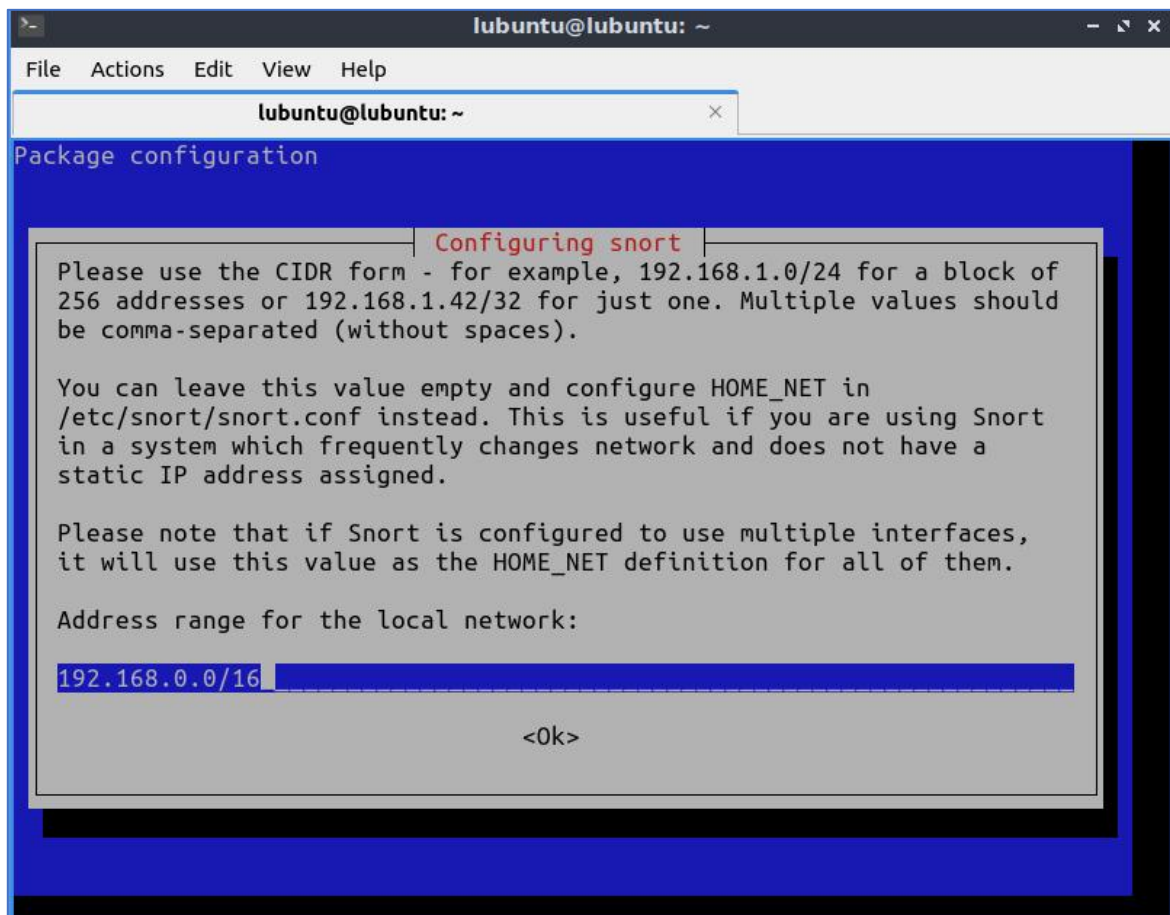 lubuntu@lubuntu: ~
File Actions Edit View Help
lubuntu@lubuntu: ~
Package configuration
Configuring snort
Please use the CIDR form - for example, 192.168.1.0/24 for a block of
256 addresses or 192.168.1.42/32 for just one. Multiple values should
be comma-separated (without spaces).
You can leave this value empty and configure HOME_NET in
/etc/snort/snort.conf instead. This is useful if you are using Snort
in a system which frequently changes network and does not have a
static IP address assigned.
Please note that if Snort is configured to use multiple interfaces,
it will use this value as the HOME_NET definition for all of them.
Address range for the local network:
192.168.0.0/16
<Ok>